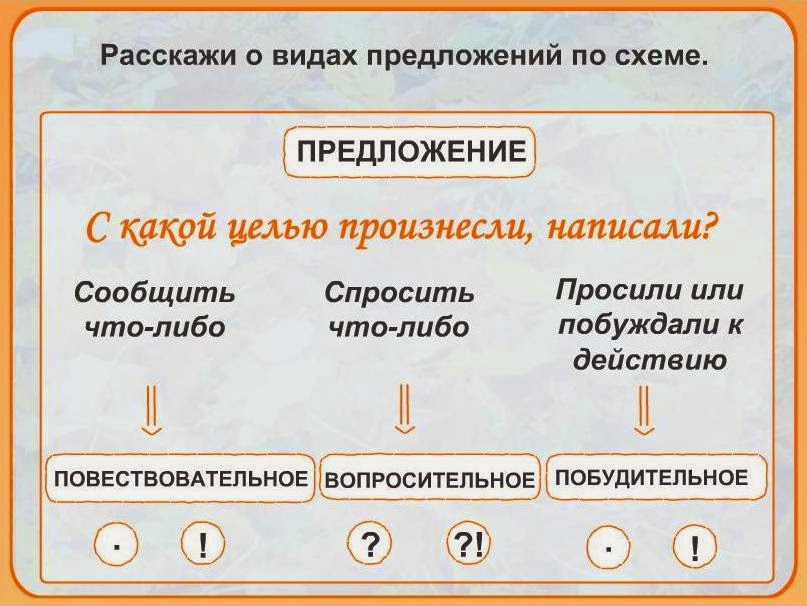 Расскажи о видах предложений по схеме.
ПРЕДЛОЖЕНИЕ
С какой целью произнесли, написали?
Сообщить
что-либо
Спросить
что-либо
Просили или
побуждали к
действию
ПОВЕСТВОВАТЕЛЬНОЕ
ВОПРОСИТЕЛЬНОЕ
ПОБУДИТЕЛЬНОЕ
. !
? ?!
. !